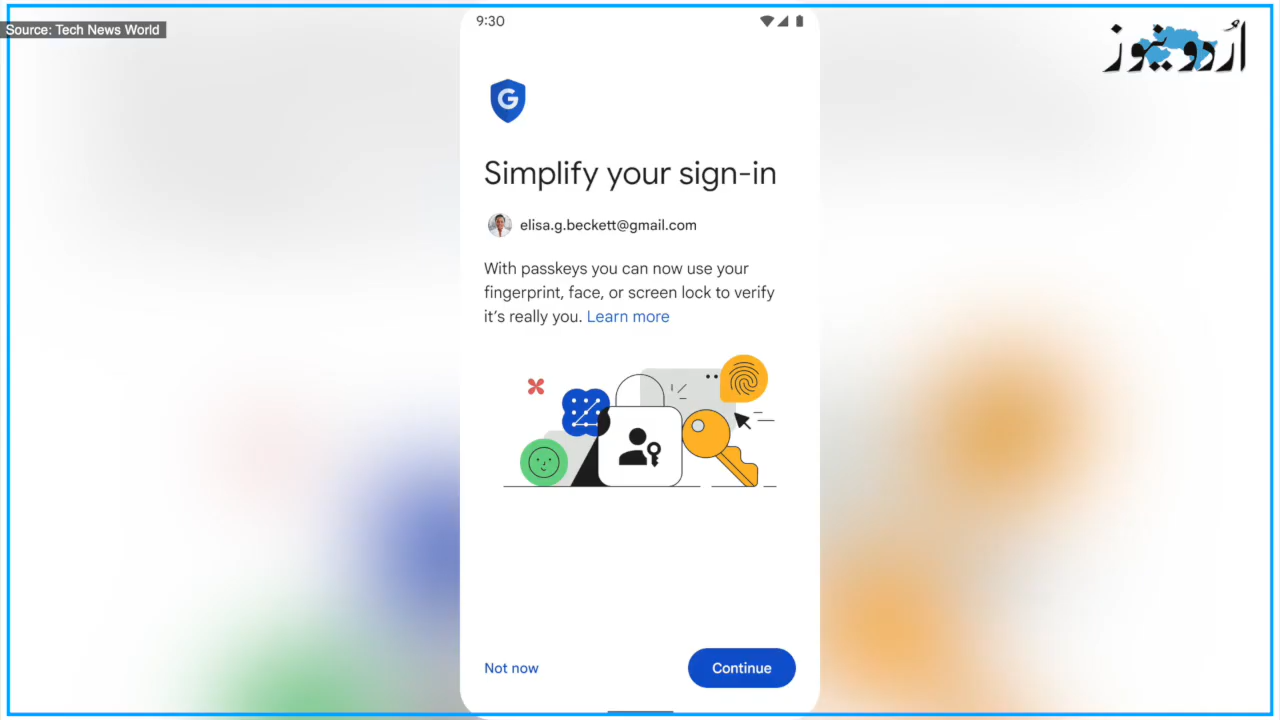 Source: Tech News World
اُردو نیوز
9:30
G
Simplify your sign-in
elisa.g.beckett@gmail.com
With passkeys you can now use your
fingerprint, face, or screen lock to verify
it's really you. Learn more
Not now
Continue